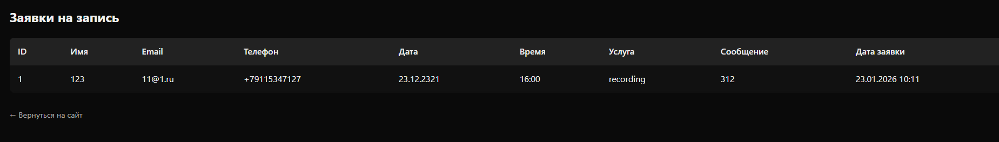 Заявки на запись
ID Имя Email Телефон Дата Время Услуга Сообщение Дата заявки
1 123 11@1.ru +79115347127 23.12.2321 16:00 recording 312 23.01.2026 10:11
← Вернуться на сайт